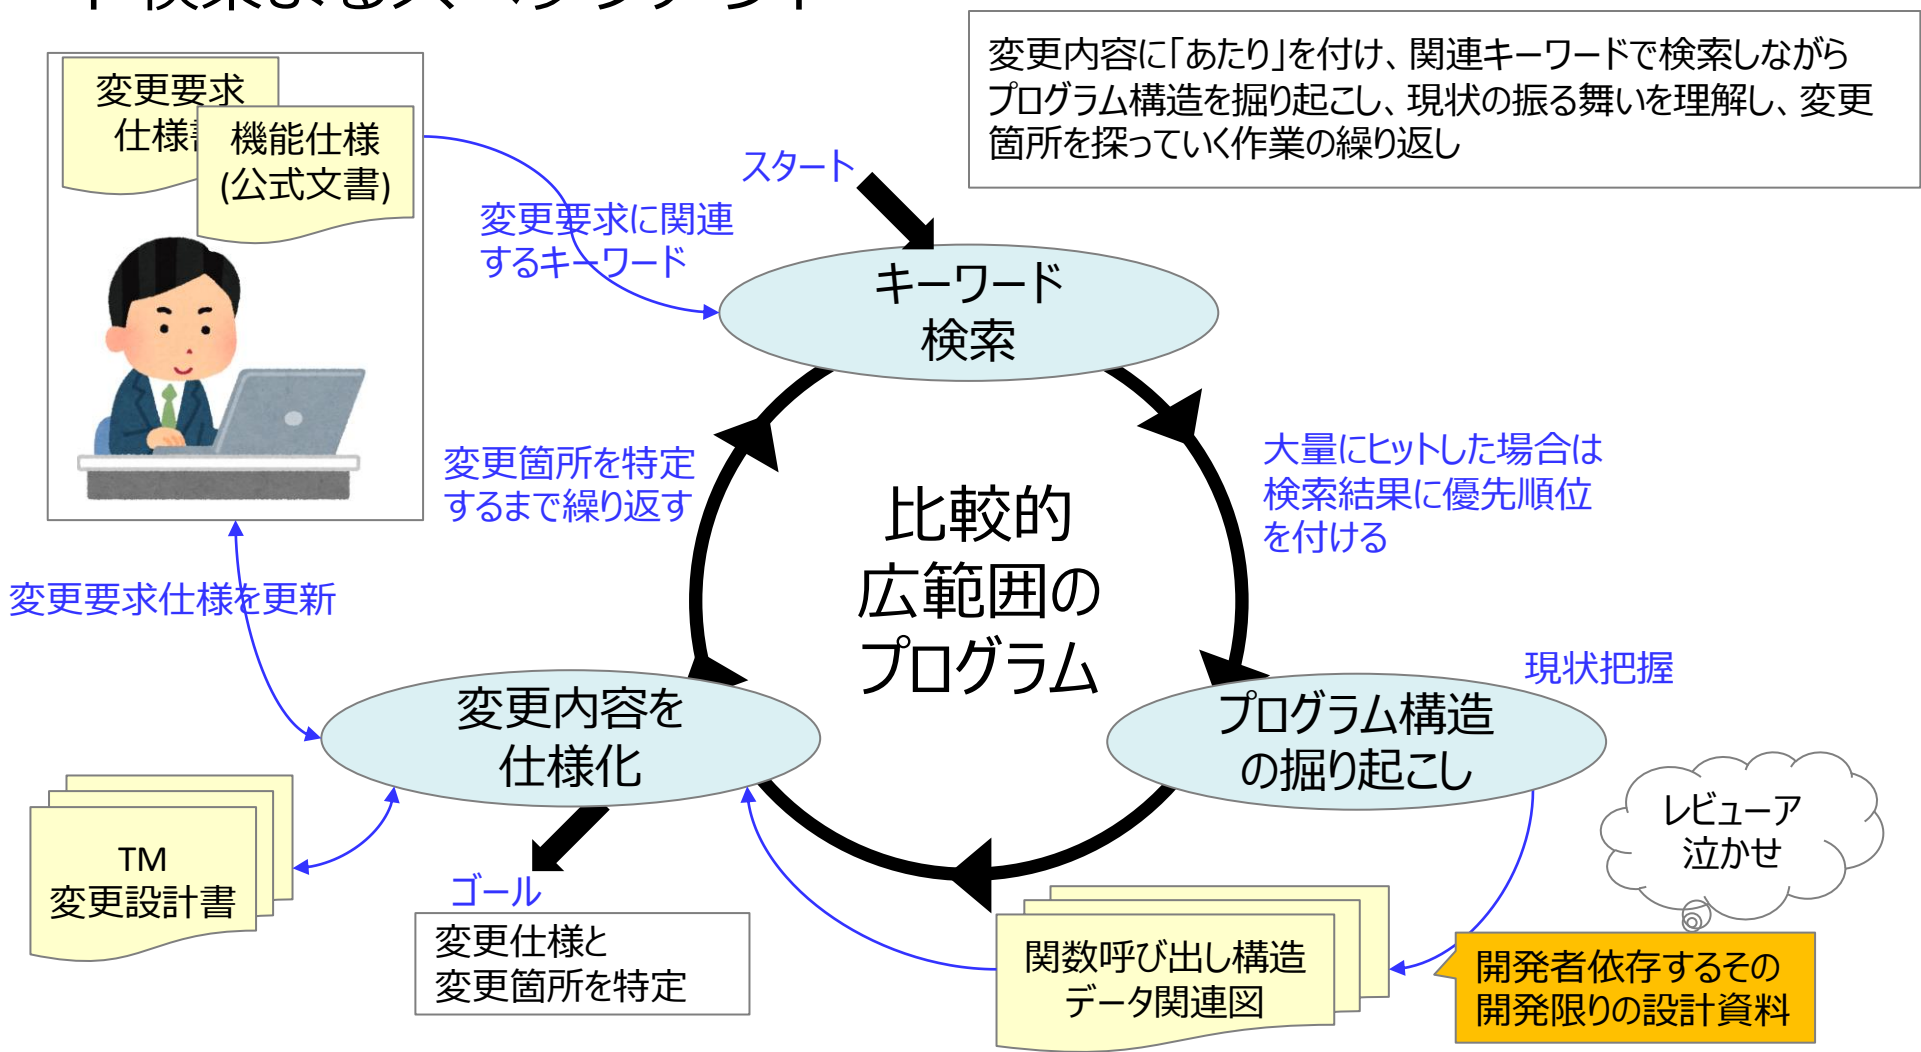 変更内容に「あたり」を付け、関連キーワードで検索しながら
プログラム構造を掘り起こし、現状の振る舞いを理解し、変更
箇所を探っていく作業の繰り返し
変更要求
仕様書
機能仕様
(公式文書)
スタート
変更要求に関連
するキーワード
キーワード
検索
変更箇所を特定
するまで繰り返す
大量にヒットした場合は
検索結果に優先順位
を付ける
比較的
広範囲の
プログラム
変更要求仕様を更新
現状把握
変更内容を
仕様化
プログラム構造
の掘り起こし
レビューア
泣かせ
TM
変更設計書
ゴール
変更仕様と
変更箇所を特定
関数呼び出し構造
データ関連図
開発者依存するその
開発限りの設計資料